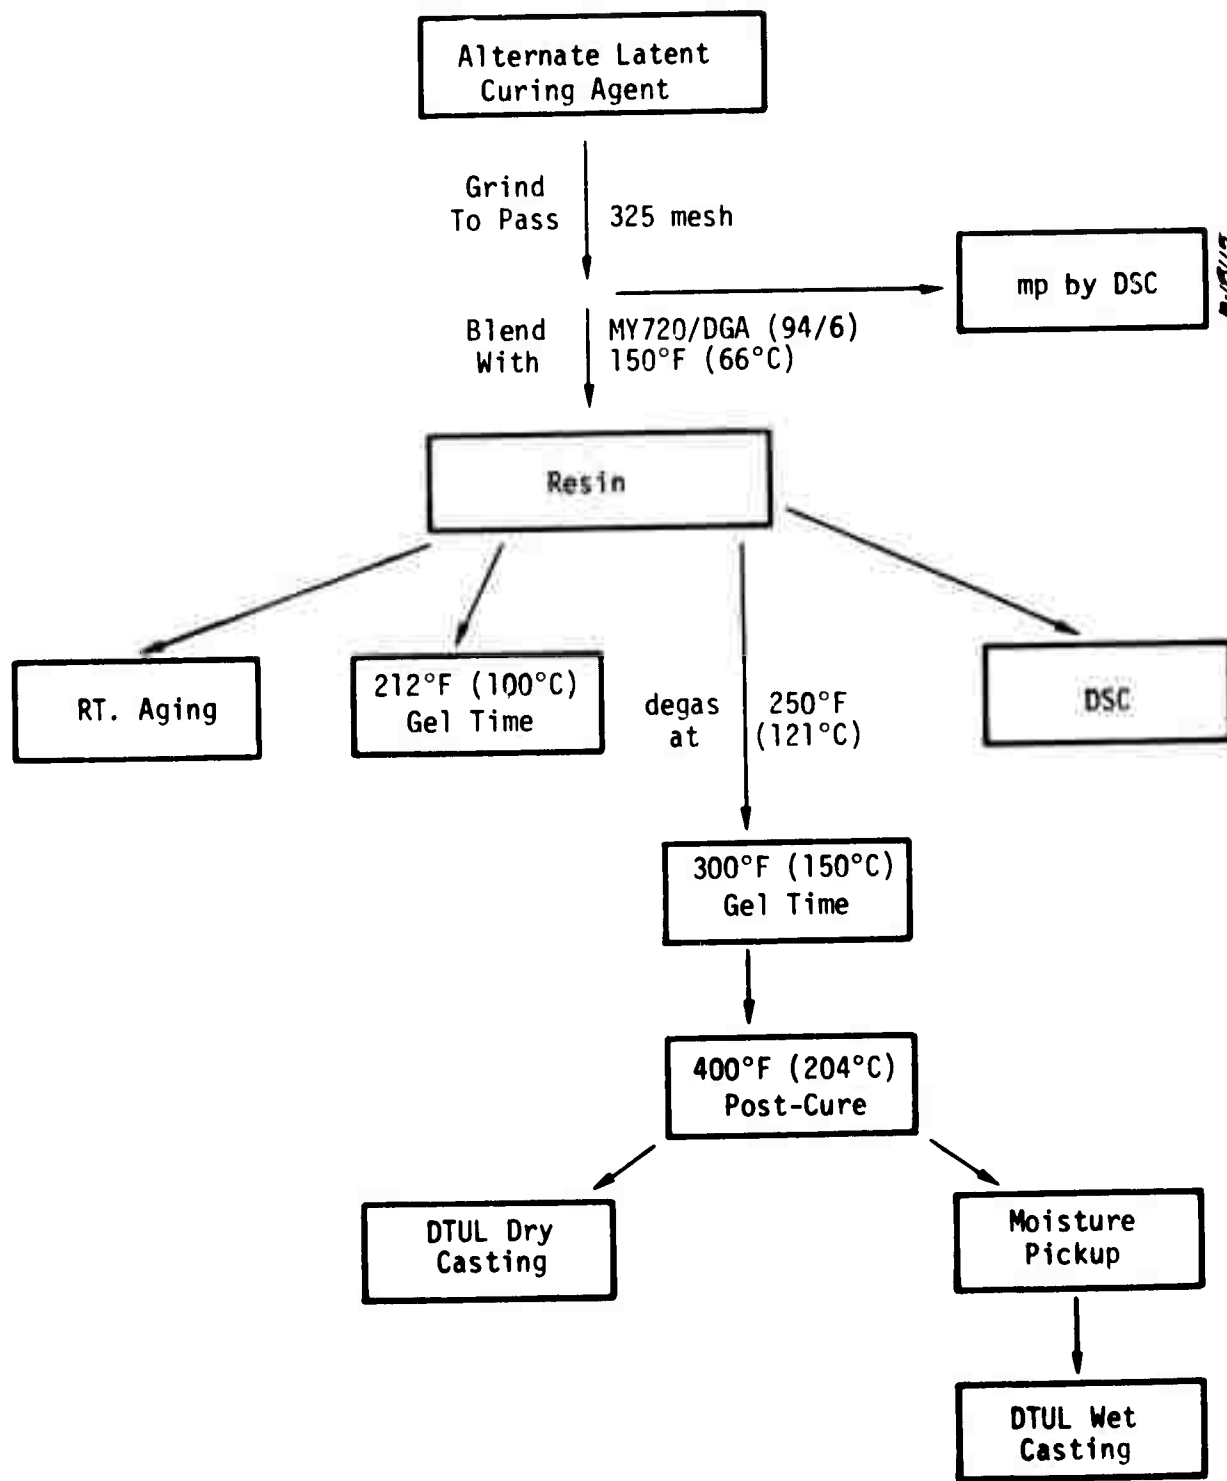 Alternate Latent
Curing Agent
Grind
To Pass
325 mesh
mp by DSC
Blend
With
MY720/DGA (94/6)
150°F (66°C)
Resin
RT. Aging
212°F (100°C)
Gel Time
degas
at
250°F
(121°C)
DSC
300°F (150°C)
Gel Time
400°F (204°C)
Post-Cure
DTUL Dry
Casting
Moisture
Pickup
DTUL Wet
Casting